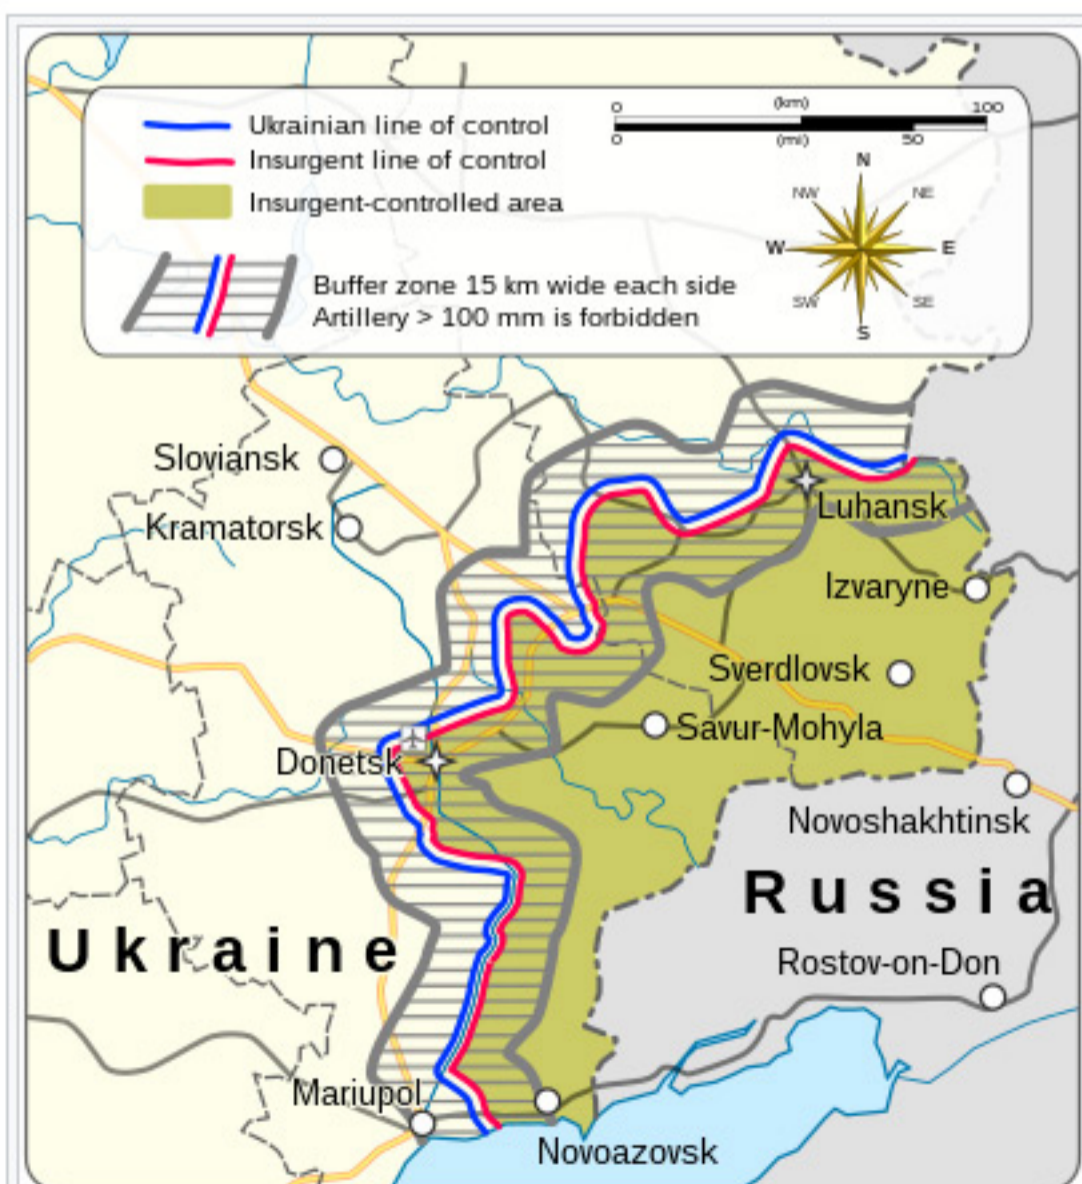 Ukrainian line of control
Insurgent line of control
Insurgent-controlled area
Buffer zone 15 km wide each side
Artillery > 100 mm is forbidden
0 (km) 100
0 (mi) 50
N
NW NE
W E
SW SE
S
Sloviansk
Kramatorsk
Luhansk
Izvaryne
Sverdlovsk
Savur-Mohyla
Donetsk
Novoshakhtinsk
Russia
Ukraine
Rostov-on-Don
Mariupol
Novoazovsk